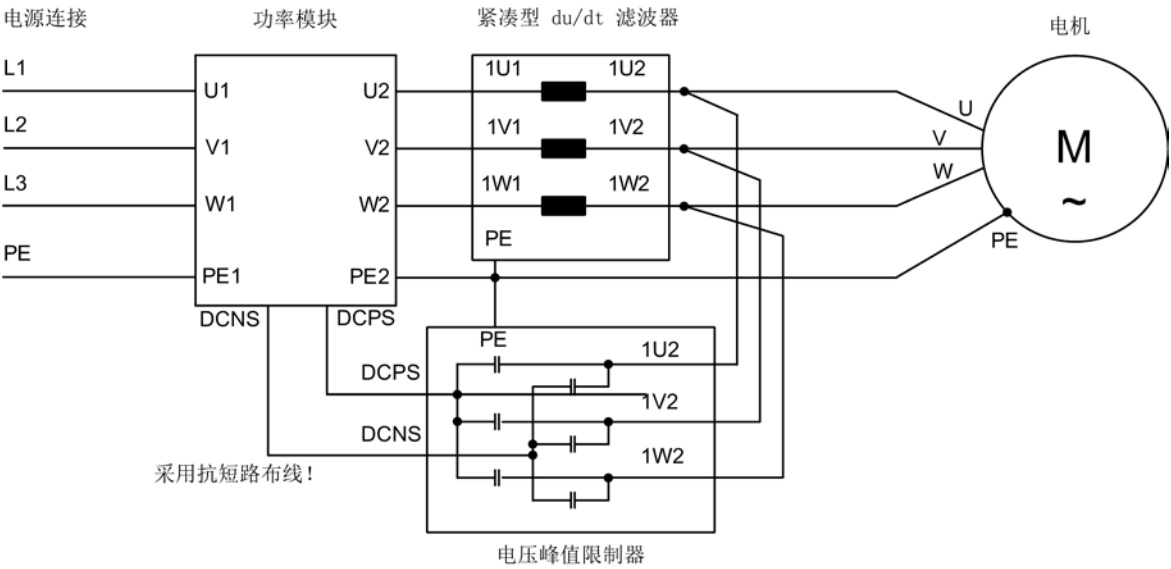 电源连接
功率模块
紧凑型 du/dt 滤波器
电机
L1
U1
U2
1U1
1U2
U
L2
V1
V2
1V1
1V2
V
M
~
L3
W1
W2
1W1
1W2
W
PE
PE1
PE2
PE
PE
DCNS
DCPS
PE
1U2
DCPS
1V2
DCNS
1W2
采用抗短路布线！
电压峰值限制器